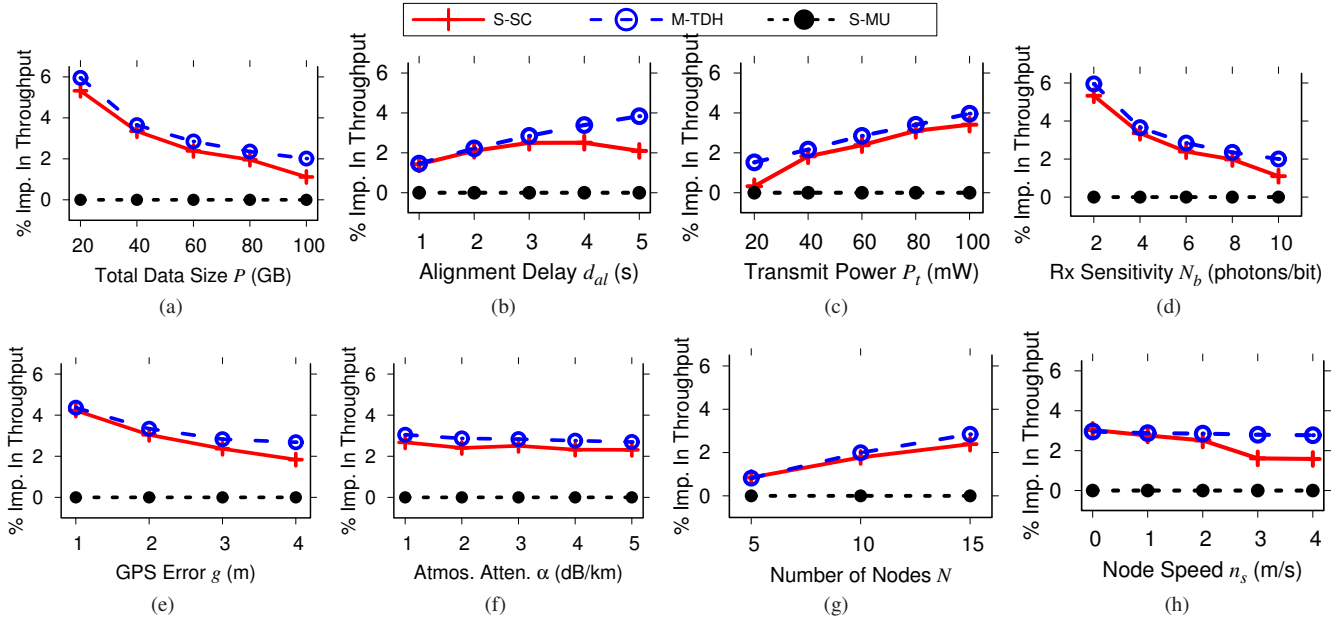 S-SC M-TDH S-MU
% Imp. In Throughput
6
4
2
0
20 40 60 80 100
Total Data Size P (GB)
(a)
% Imp. In Throughput
6
4
2
0
1 2 3 4 5
Alignment Delay d_al (s)
(b)
% Imp. In Throughput
6
4
2
0
20 40 60 80 100
Transmit Power P_t (mW)
(c)
% Imp. In Throughput
6
4
2
0
2 4 6 8 10
Rx Sensitivity N_b (photons/bit)
(d)
% Imp. In Throughput
6
4
2
0
1 2 3 4
GPS Error g (m)
(e)
% Imp. In Throughput
6
4
2
0
1 2 3 4 5
Atmos. Atten. α (dB/km)
(f)
% Imp. In Throughput
6
4
2
0
5 10 15
Number of Nodes N
(g)
% Imp. In Throughput
6
4
2
0
0 1 2 3 4
Node Speed n_s (m/s)
(h)